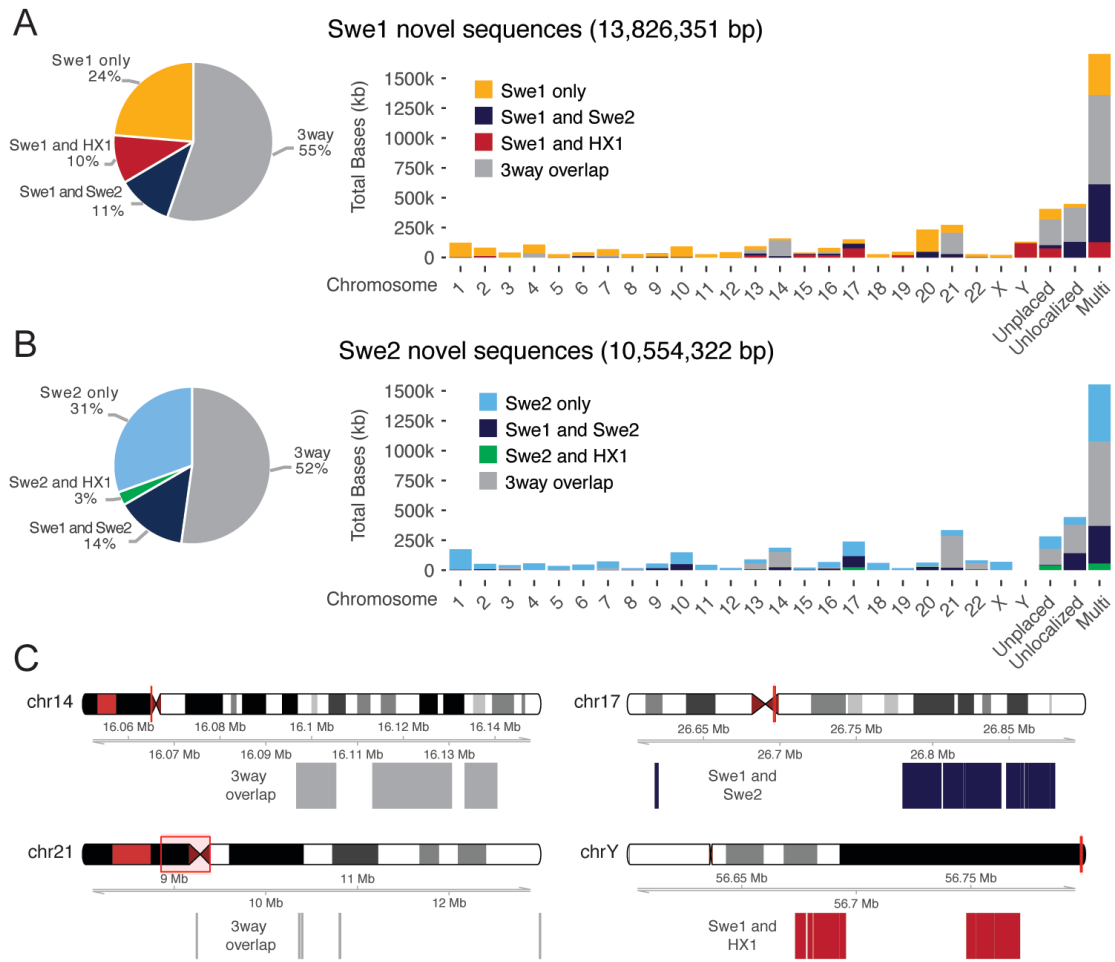 A
Swe1 novel sequences (13,826,351 bp)
Swe1 only
24%
Swe1 and HX1
10%
Swe1 and Swe2
11%
3way
55%
Total Bases (kb)
1500k
1250k
1000k
750k
500k
250k
0
Swe1 only
Swe1 and Swe2
Swe1 and HX1
3way overlap
Chromosome 1 2 3 4 5 6 7 8 9 10 12 13 14 15 16 17 18 19 20 21 22 X Y Unplaced Unlocalized Multi
B
Swe2 novel sequences (10,554,322 bp)
Swe2 only
31%
Swe2 and HX1
3%
Swe1 and Swe2
14%
3way
52%
Total Bases (kb)
1500k
1250k
1000k
750k
500k
250k
0
Swe2 only
Swe1 and Swe2
Swe2 and HX1
3way overlap
Chromosome 1 2 3 4 5 6 7 8 9 10 11 12 13 14 15 16 17 18 19 20 21 22 X Y Unplaced Unlocalized Multi
C
chr14
16.06 Mb 16.08 Mb 16.1 Mb 16.12 Mb 16.14 Mb
16.07 Mb 16.09 Mb 16.11 Mb 16.13 Mb
3way
overlap
chr17
26.65 Mb 26.75 Mb 26.85 Mb
26.7 Mb 26.8 Mb
Swe1 and
Swe2
chr21
9 Mb 11 Mb
10 Mb 12 Mb
3way
overlap
chrY
56.65 Mb 56.75 Mb
56.7 Mb
Swe1 and
HX1